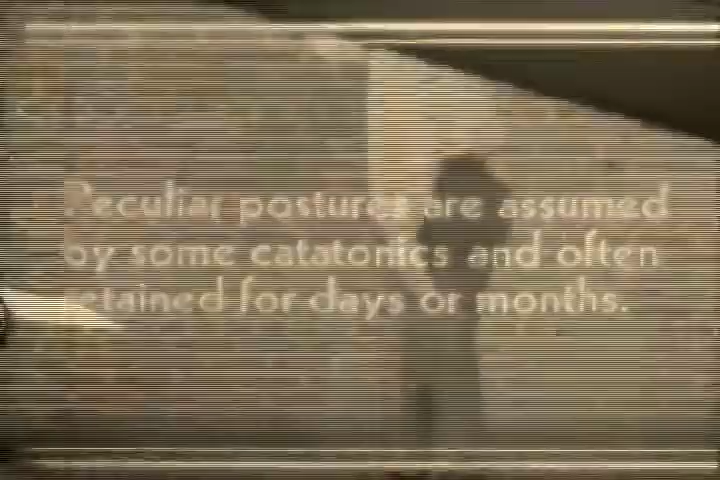 Peculiar postures are assumed
by some catatonics and often
retained for days or months.